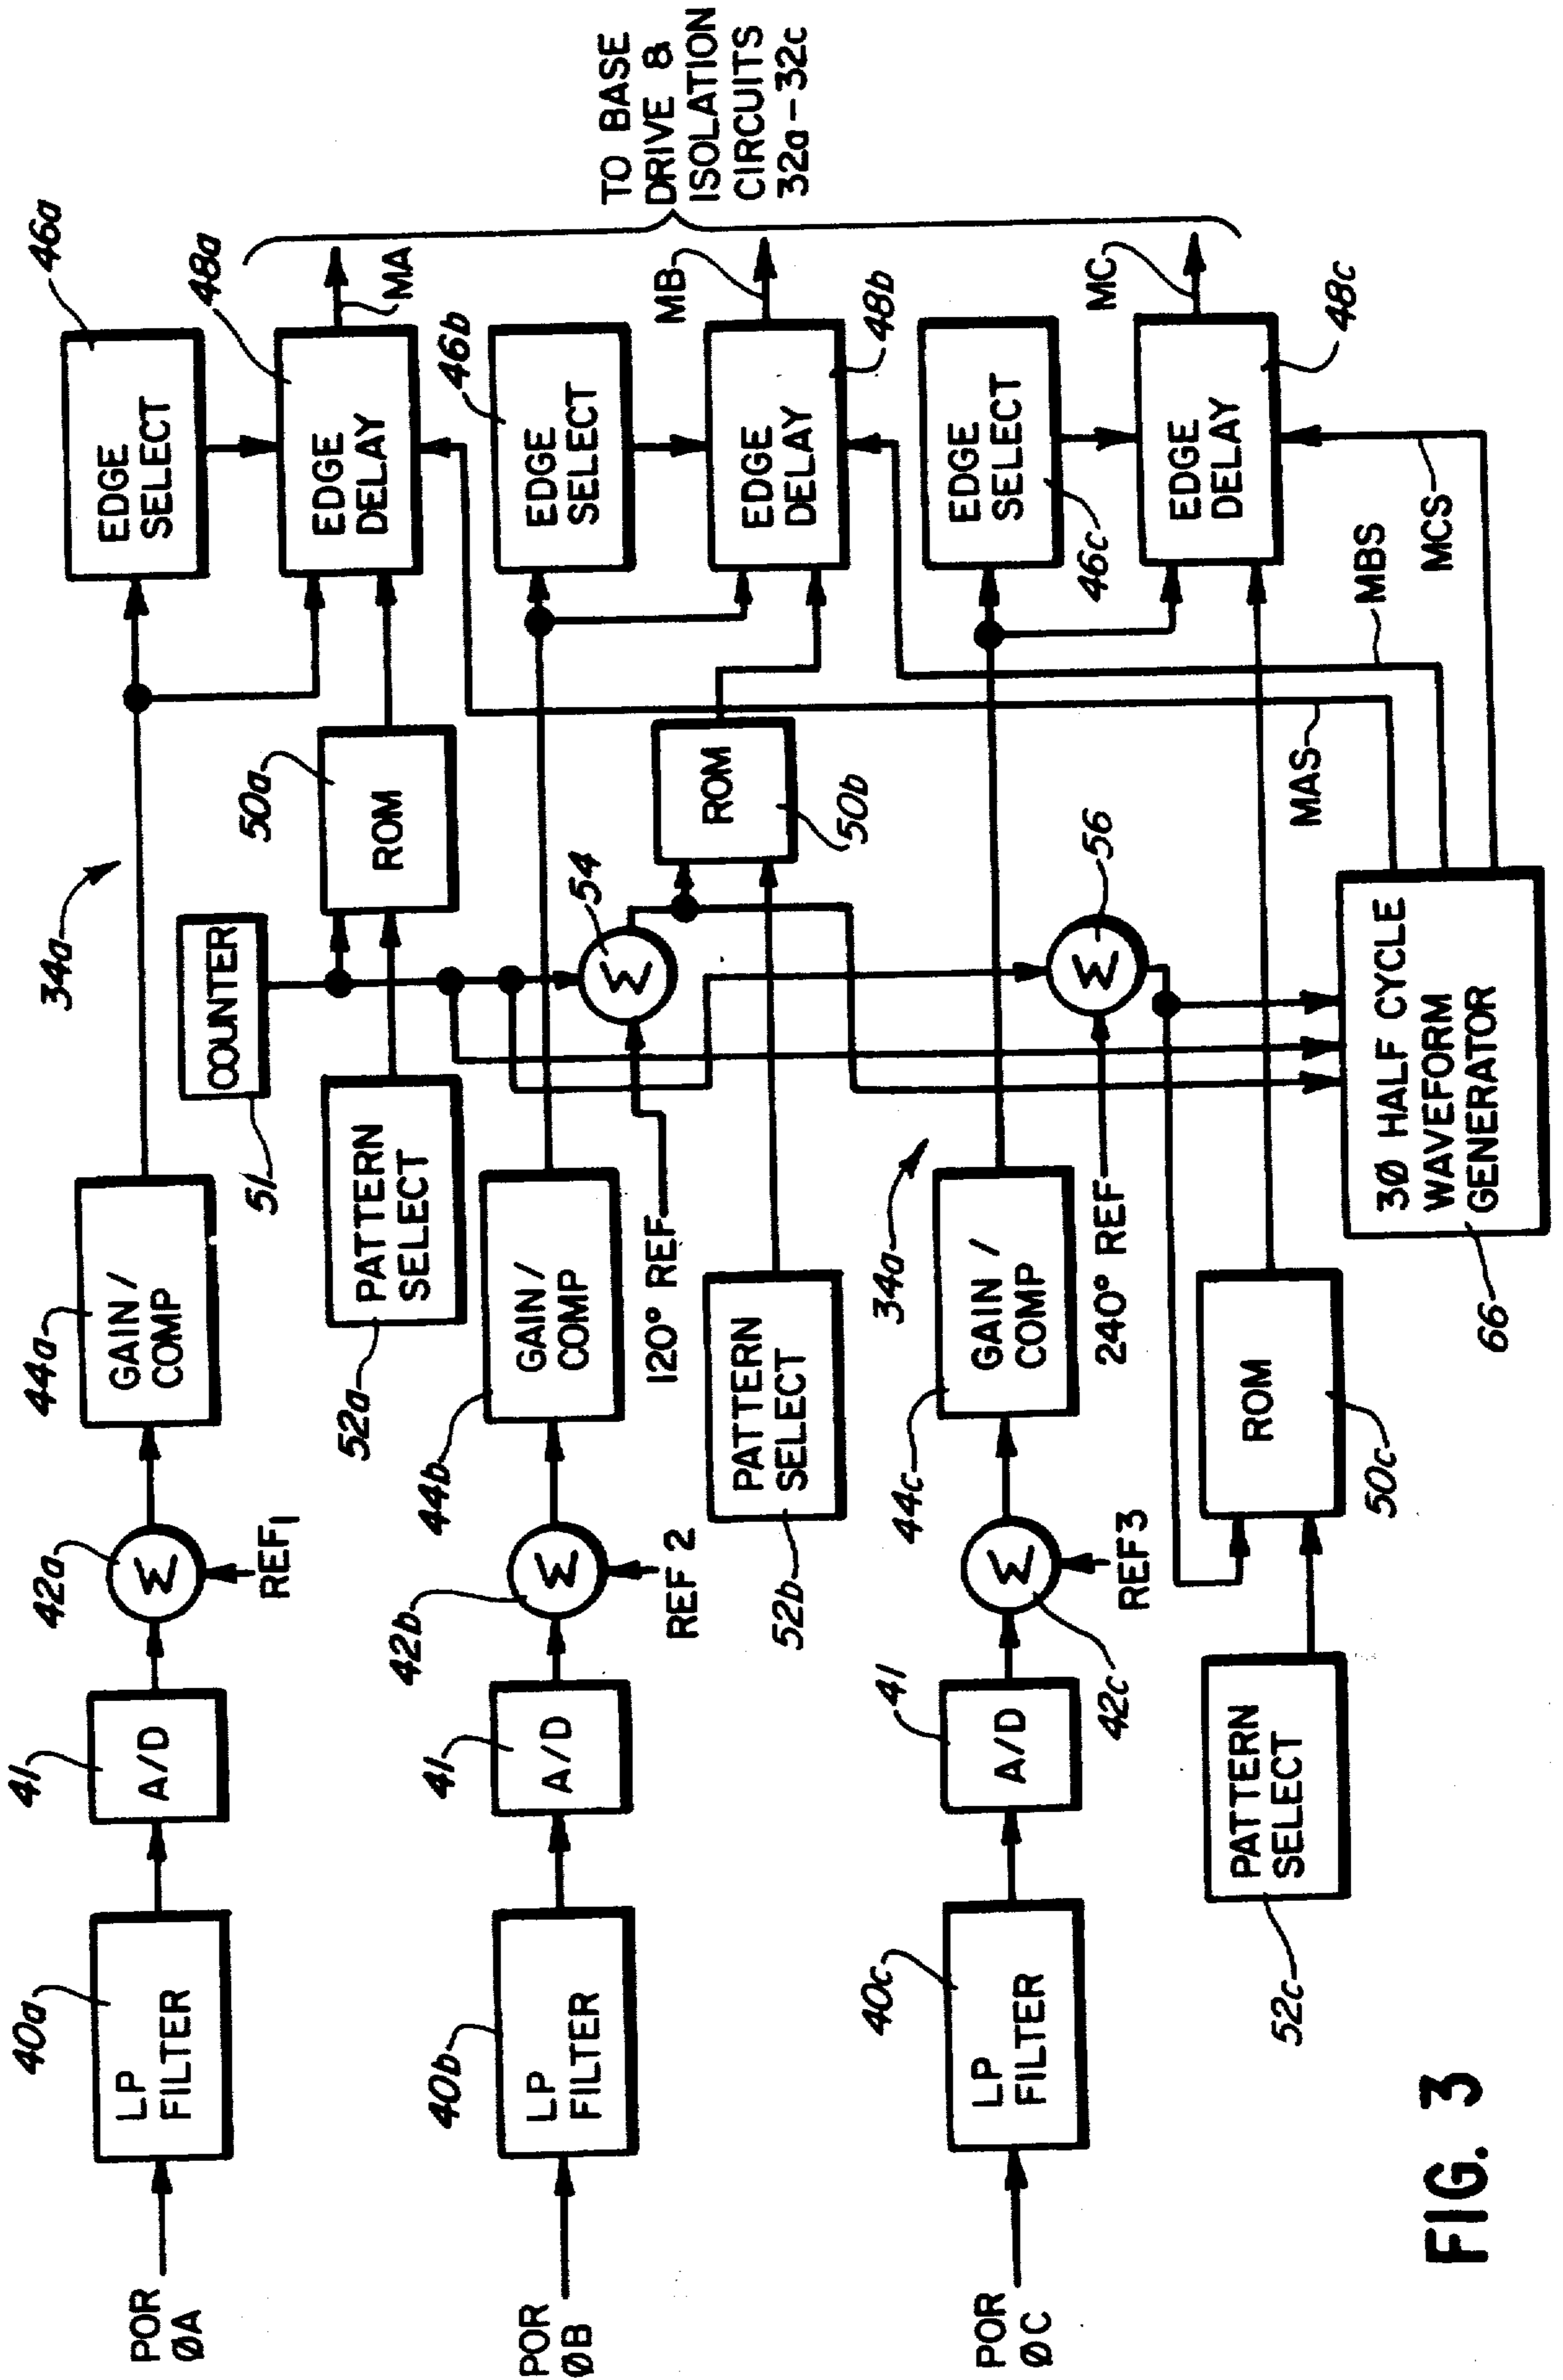 POR
ØA
40a
LP
FILTER
41
A/D
42a
Σ
REF1
44a
GAIN/
COMP
34a
46a
EDGE
SELECT
48a
EDGE
DELAY
MA
COUNTER
51
50a
ROM
PATTERN
SELECT
52a
POR
ØB
40b
LP
FILTER
41
A/D
42b
Σ
REF 2
44b
GAIN/
COMP
120° REF
54
Σ
46b
EDGE
SELECT
MB
EDGE
DELAY
48b
ROM
50b
PATTERN
SELECT
52b
TO BASE
DRIVE &
ISOLATION
CIRCUITS
32a-32c
POR
ØC
40c
LP
FILTER
41
A/D
42c
Σ
REF3
44c
GAIN /
COMP
34a
240° REF
56
Σ
EDGE
SELECT
46c
MC
EDGE
DELAY
48c
PATTERN
SELECT
52c
ROM
50c
3Ø HALF CYCLE
WAVEFORM
GENERATOR
66
MAS
MBS
MCS
FIG. 3